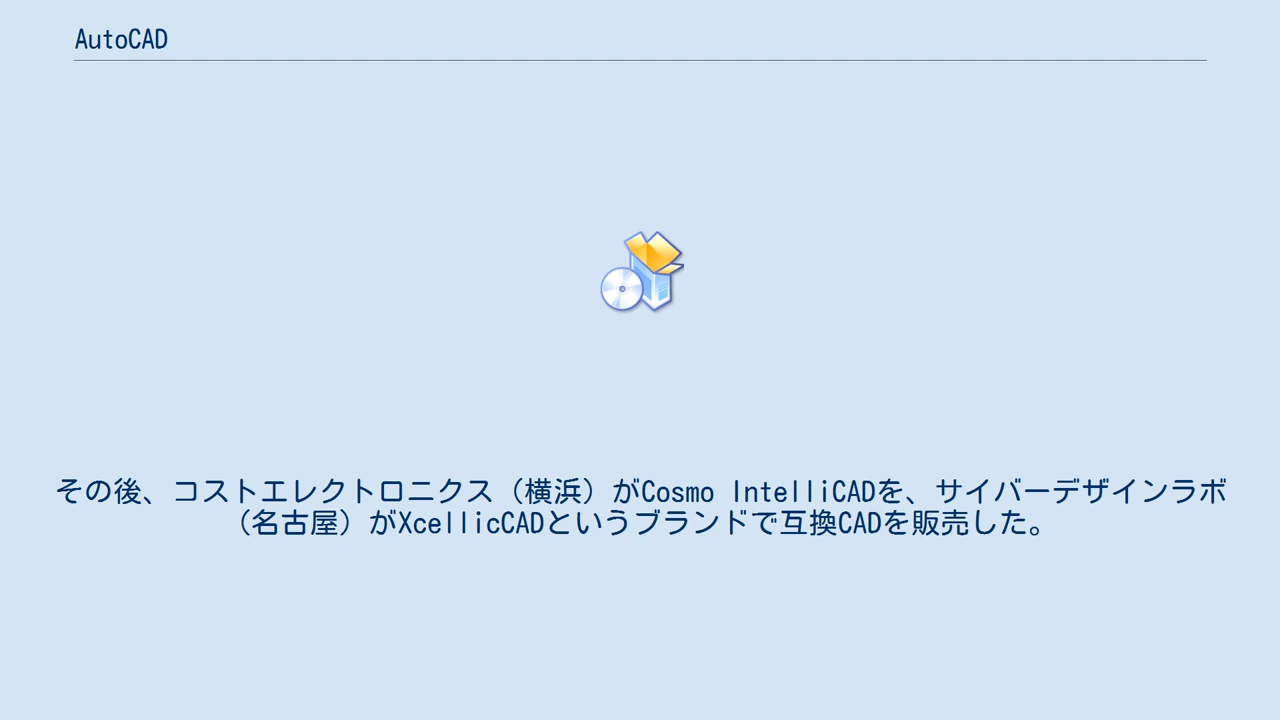 AutoCAD
その後、コストエレクトロニクス（横浜）がCosmo IntelliCADを、サイバーデザインラボ
（名古屋）がXcellicCADというブランドで互換CADを販売した。